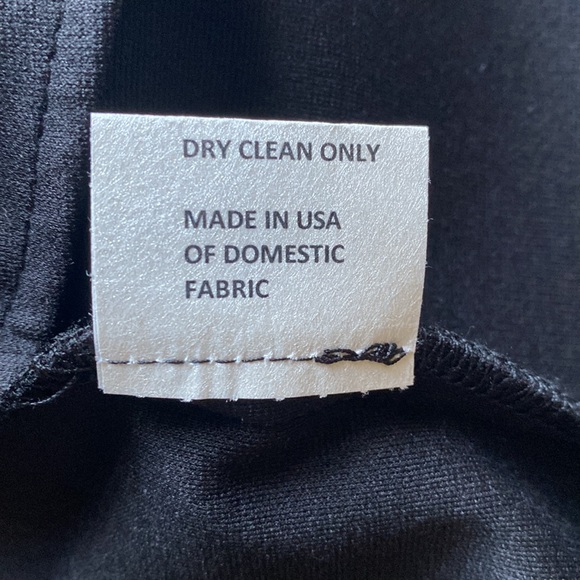 DRY CLEAN ONLY
MADE IN USA
OF DOMESTIC
FABRIC